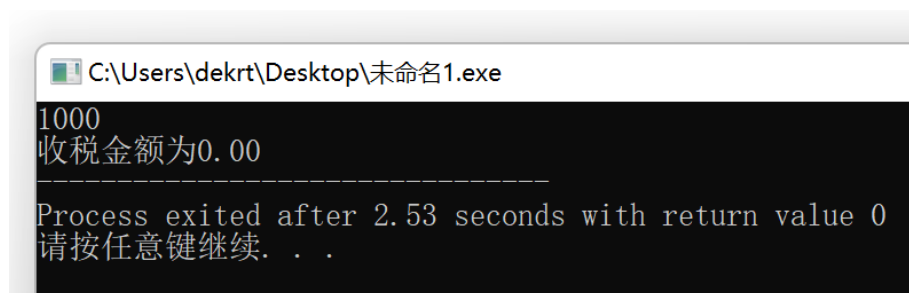 C:\Users\dekrt\Desktop\未命名1.exe
1000
收税金额为0.00
--------------------------------
Process exited after 2.53 seconds with return value 0
请按任意键继续. . .